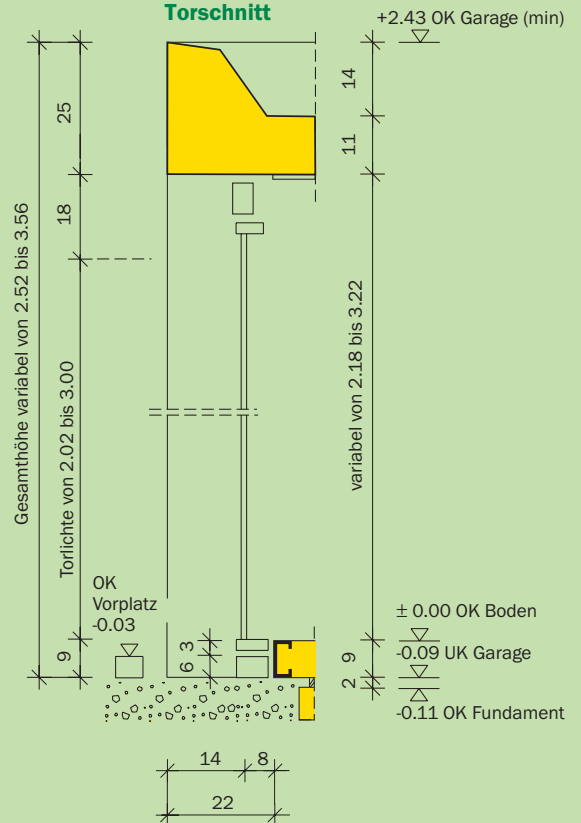 Torschnitt
+2.43 OK Garage (min)
25
18
14
11
Gesamthöhe variabel von 2.52 bis 3.56
Torlichte von 2.02 bis 3.00
variabel von 2.18 bis 3.22
OK
Vorplatz
-0.03
9
3
6
± 0.00 OK Boden
9
-0.09 UK Garage
2
-0.11 OK Fundament
14
8
22